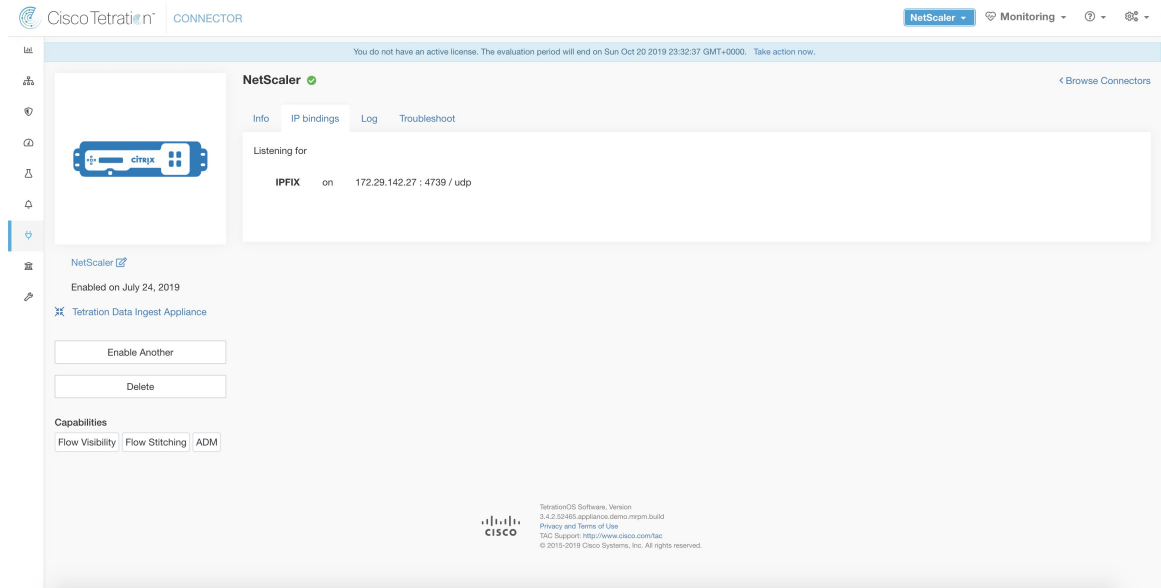 Cisco Tetration™ CONNECTOR
NetScaler Monitoring
You do not have an active license. The evaluation period will end on Sun Oct 20 2019 23:32:37 GMT+0000. Take action now.
NetScaler
Browse Connectors
Info IP bindings Log Troubleshoot
Listening for
IPFIX on 172.29.142.27 : 4739 / udp
CİTRIX
NetScaler
Enabled on July 24, 2019
Tetration Data Ingest Appliance
Enable Another
Delete
Capabilities
Flow Visibility Flow Stitching ADM
CISCO
TetrationOS Software, Version
3.4.2.52465.appliance.demo.mrpm.build
Privacy and Terms of Use
TAC Support: http://www.cisco.com/tac
© 2015-2019 Cisco Systems, Inc. All rights reserved.